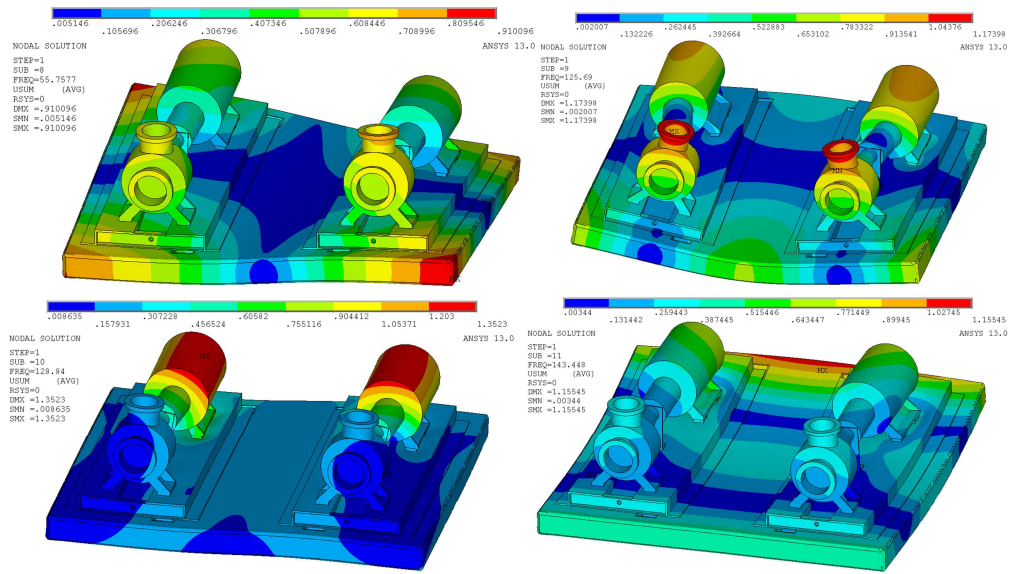 .005146 .206246 .407346 .608446 .809546
.105696 .306796 .507896 .708996 .910096
NODAL SOLUTION ANSYS 13.0
STEP=1
SUB =8
FREQ=55.7577
USUM (AVG)
RSYS=0
DMX =.910096
SMN =.005146
SMX =.910096
MX
.002007 .262445 .522883 .783322 1.04376
.132226 .392664 .653102 .913541 1.17398
NODAL SOLUTION ANSYS 13.0
STEP=1
SUB =9
FREQ=125.69
USUM (AVG)
RSYS=0
DMX =1.17398
SMN =.002007
SMX =1.17398
MX
MN
.008635 .307228 .60582 .904412 1.203
.157931 .456524 .755116 1.05371 1.3523
NODAL SOLUTION ANSYS 13.0
STEP=1
SUB =10
FREQ=128.84
USUM (AVG)
RSYS=0
DMX =1.3523
SMN =.008635
SMX =1.3523
MX
.00344 .259443 .515446 .771449 1.02745
.131442 .387445 .643447 .89945 1.15545
NODAL SOLUTION ANSYS 13.0
STEP=1
SUB =11
FREQ=143.448
USUM (AVG)
RSYS=0
DMX =1.15545
SMN =.00344
SMX =1.15545
MX